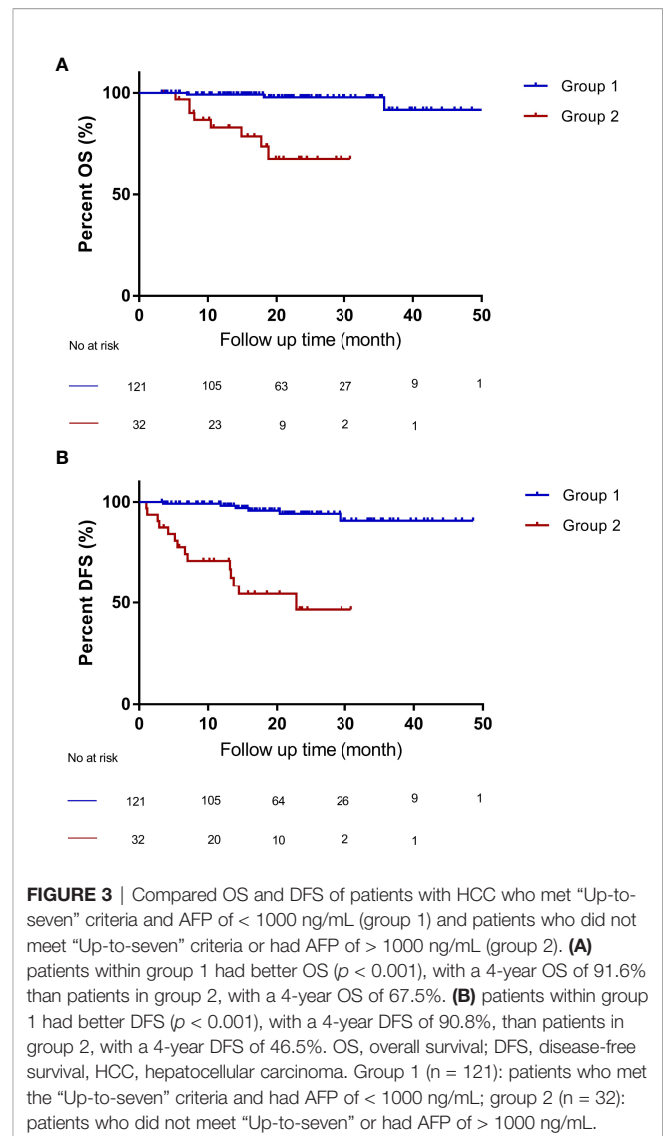 A
100
50
0
Percent OS (%)
Group 1
Group 2
0 10 20 30 40 50
Follow up time (month)
No at risk
121 105 63 27 9 1
32 23 9 2 1
B
100
50
0
Percent DFS (%)
Group 1
Group 2
0 10 20 30 40 50
Follow up time (month)
No at risk
121 105 64 26 9 1
32 20 10 2 1
FIGURE 3 | Compared OS and DFS of patients with HCC who met “Up-to-
seven” criteria and AFP of < 1000 ng/mL (group 1) and patients who did not
meet “Up-to-seven” criteria or had AFP of > 1000 ng/mL (group 2). (A)
patients within group 1 had better OS (p < 0.001), with a 4-year OS of 91.6%
than patients in group 2, with a 4-year OS of 67.5%. (B) patients within group
1 had better DFS (p < 0.001), with a 4-year DFS of 90.8%, than patients in
group 2, with a 4-year DFS of 46.5%. OS, overall survival; DFS, disease-free
survival, HCC, hepatocellular carcinoma. Group 1 (n = 121): patients who met
the “Up-to-seven” criteria and had AFP of < 1000 ng/mL; group 2 (n = 32):
patients who did not meet “Up-to-seven” or had AFP of > 1000 ng/mL.